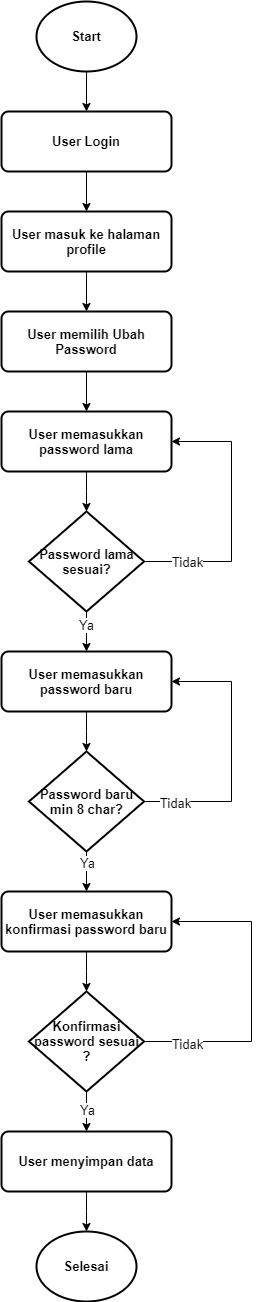 Start
User Login
User masuk ke halaman
profile
User memilih Ubah
Password
User memasukkan
password lama
Password lama
sesuai?
Tidak
Ya
User memasukkan
password baru
Password baru
min 8 char?
Tidak
Ya
User memasukkan
konfirmasi password baru
Konfirmasi
password sesuai
?
Tidak
Ya
User menyimpan data
Selesai